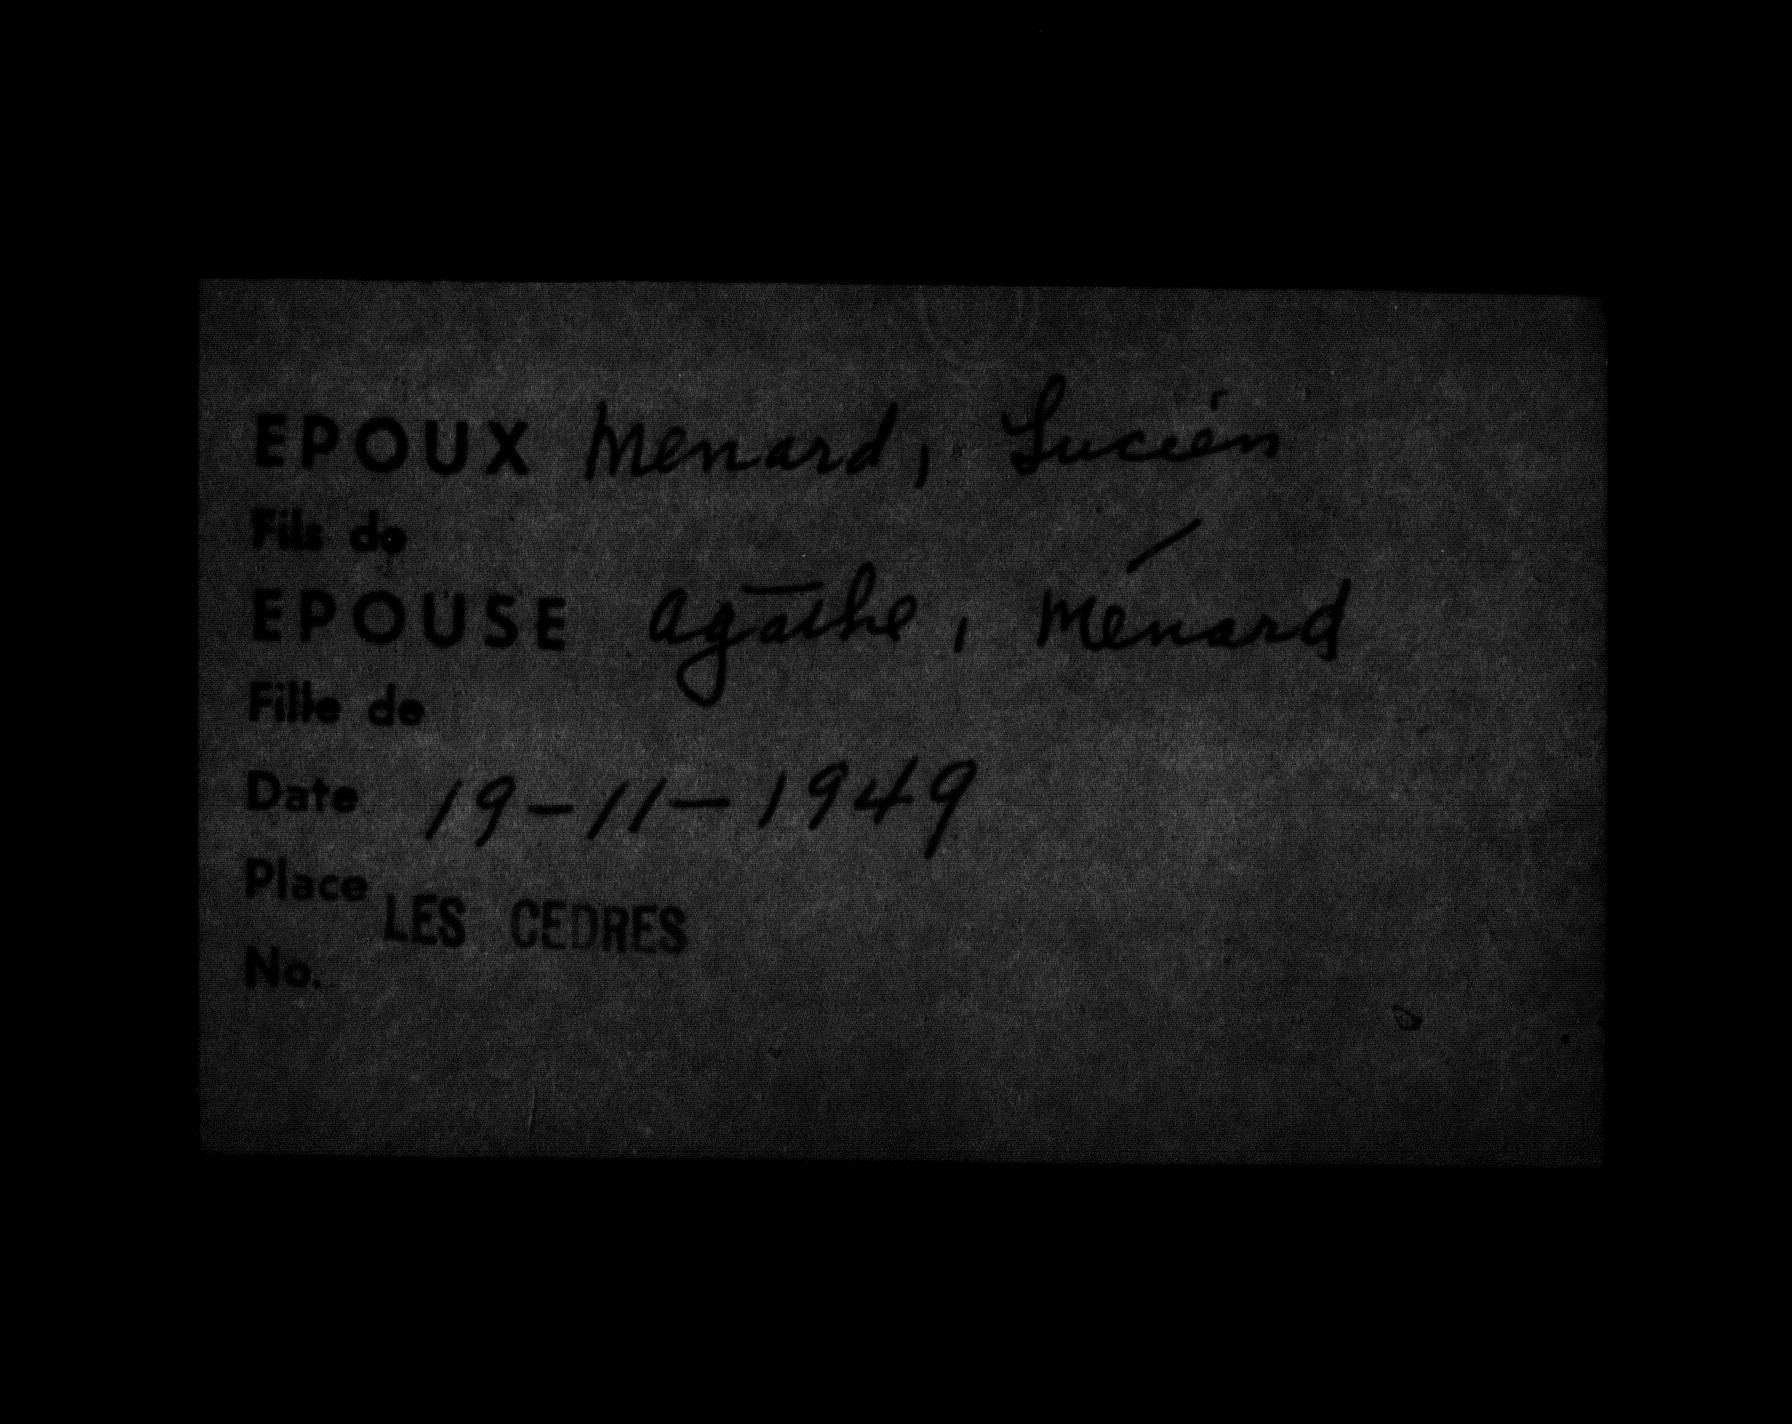 EPOUX Menard, Lucien
Fils de
EPOUSE Agathe, Ménard
Fille de
Date 19-11-1949
Place LES CEDRES
No.